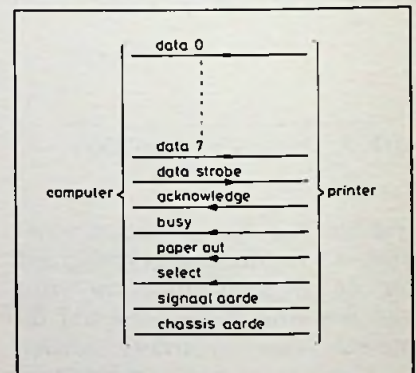 data 0
data 7
data strobe
acknowledge
computer
printer
busy
paper out
select
signaal aarde
chassis aarde